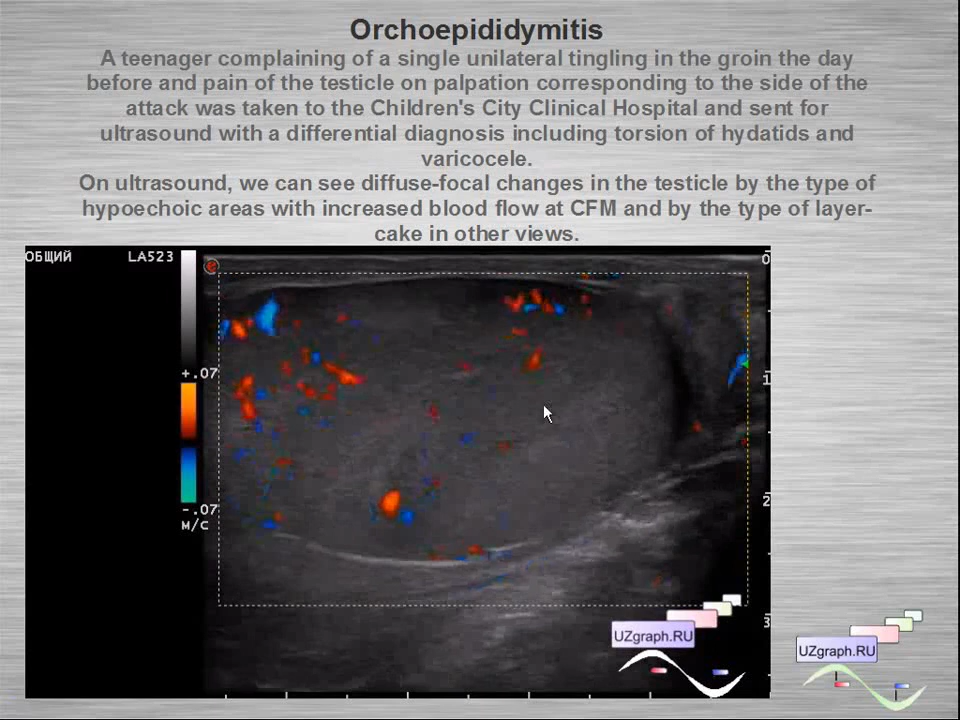 Orchoepididymitis
A teenager complaining of a single unilateral tingling in the groin the day
before and pain of the testicle on palpation corresponding to the side of the
attack was taken to the Children's City Clinical Hospital and sent for
ultrasound with a differential diagnosis including torsion of hydatids and
varicocele.
On ultrasound, we can see diffuse-focal changes in the testicle by the type of
hypoechoic areas with increased blood flow at CFM and by the type of layer-
cake in other views.
ОБЩИЙ LA523
0
+.07
1
2
-.07
м/с
3
UZgraph.RU
UZgraph.RU